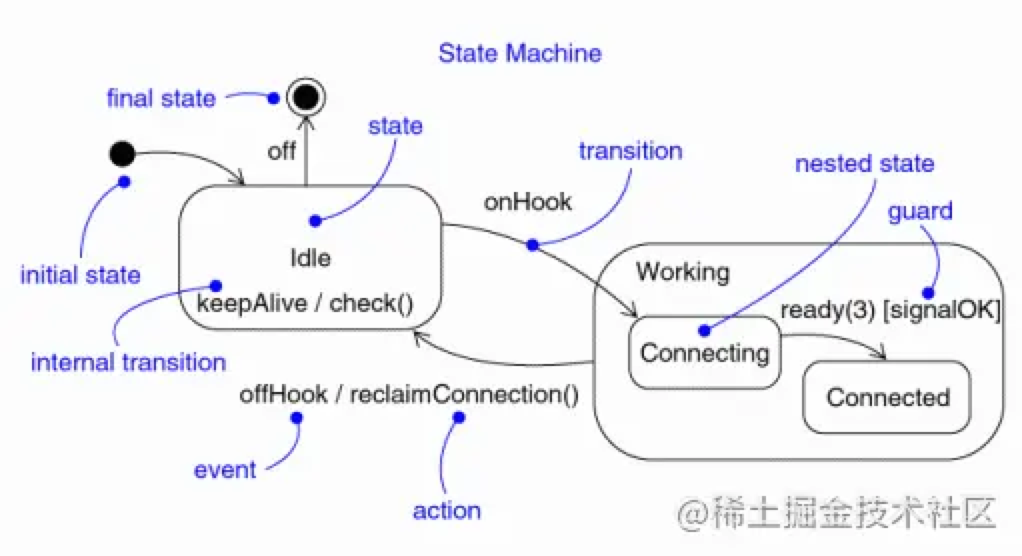 State Machine
final state
state
off
transition
nested state
onHook
guard
Idle
initial state
Working
keepAlive / check()
ready(3) [signalOK]
internal transition
Connecting
offHook / reclaimConnection()
Connected
event
action
@稀土掘金技术社区